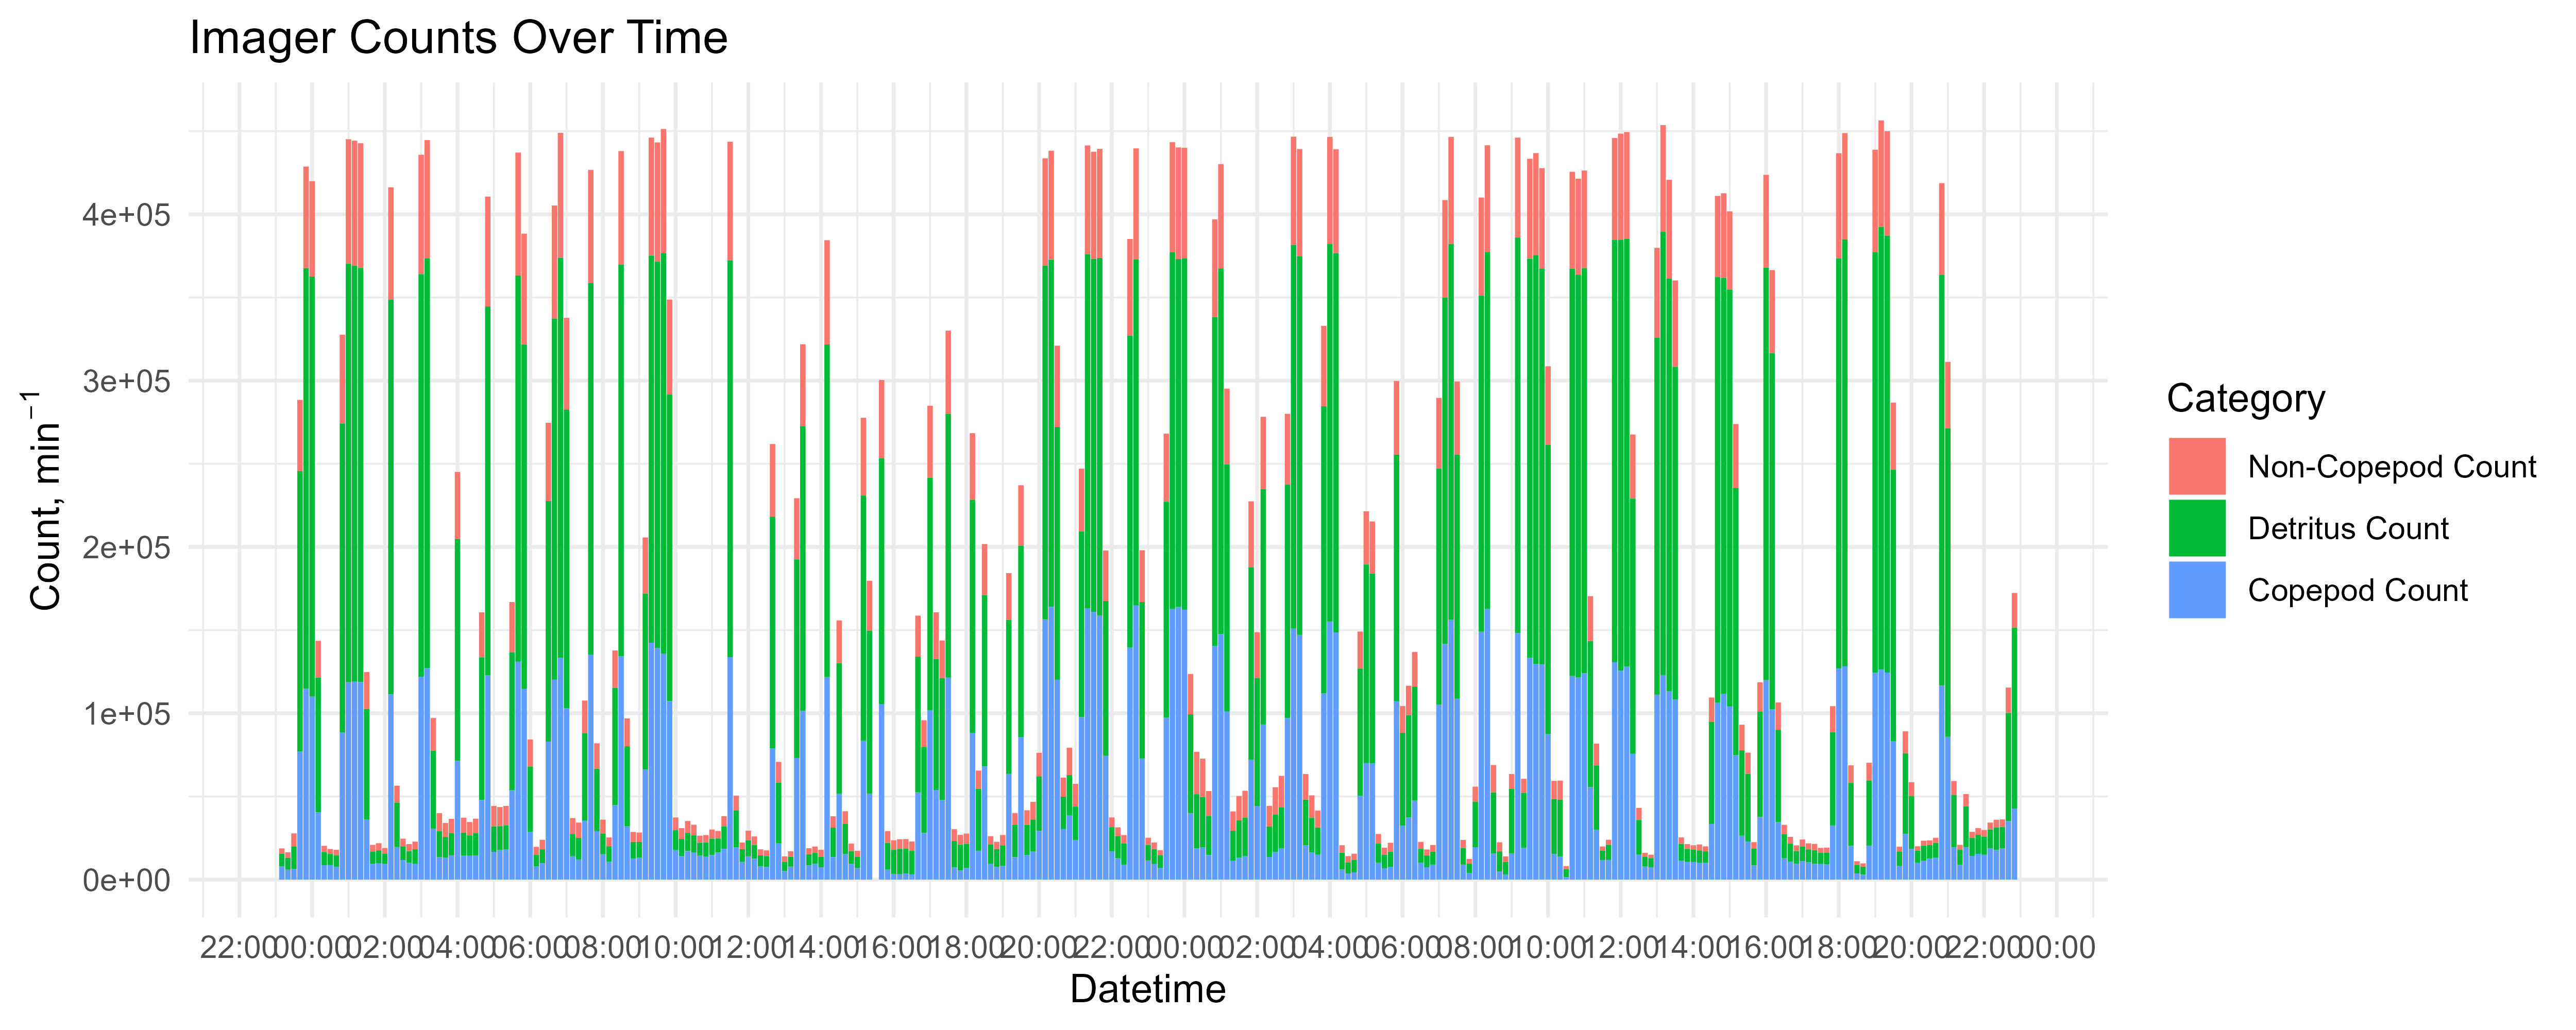 Imager Counts Over Time
4e+05
3e+05
2e+05
1e+05
0e+00
Count, min⁻¹
22:00 00:00 02:00 04:00 06:00 08:00 10:00 12:00 14:00 16:00 18:00 20:00 22:00 00:00 02:00 04:00 06:00 08:00 10:00 12:00 14:00 16:00 18:00 20:00 22:00 00:00
Datetime
Category
Non-Copepod Count
Detritus Count
Copepod Count